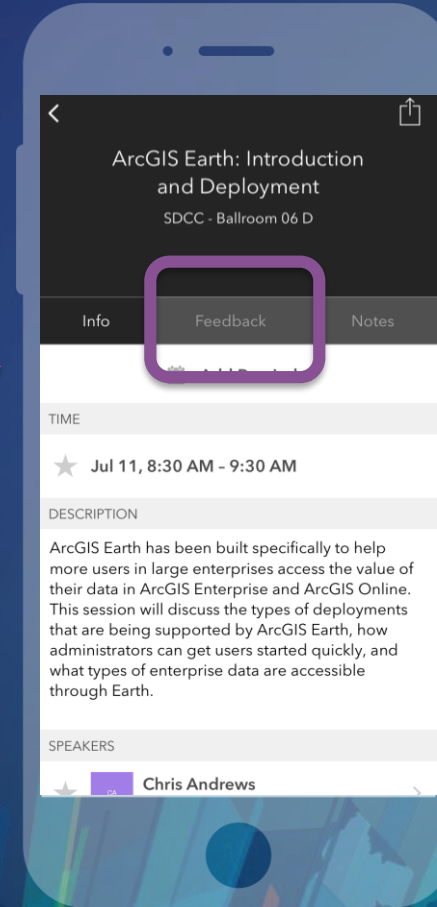 ArcGIS Earth: Introduction
and Deployment
SDCC - Ballroom 06 D
Info Feedback Notes
TIME
Jul 11, 8:30 AM – 9:30 AM
DESCRIPTION
ArcGIS Earth has been built specifically to help
more users in large enterprises access the value of
their data in ArcGIS Enterprise and ArcGIS Online.
This session will discuss the types of deployments
that are being supported by ArcGIS Earth, how
administrators can get users started quickly, and
what types of enterprise data are accessible
through Earth.
SPEAKERS
CA Chris Andrews